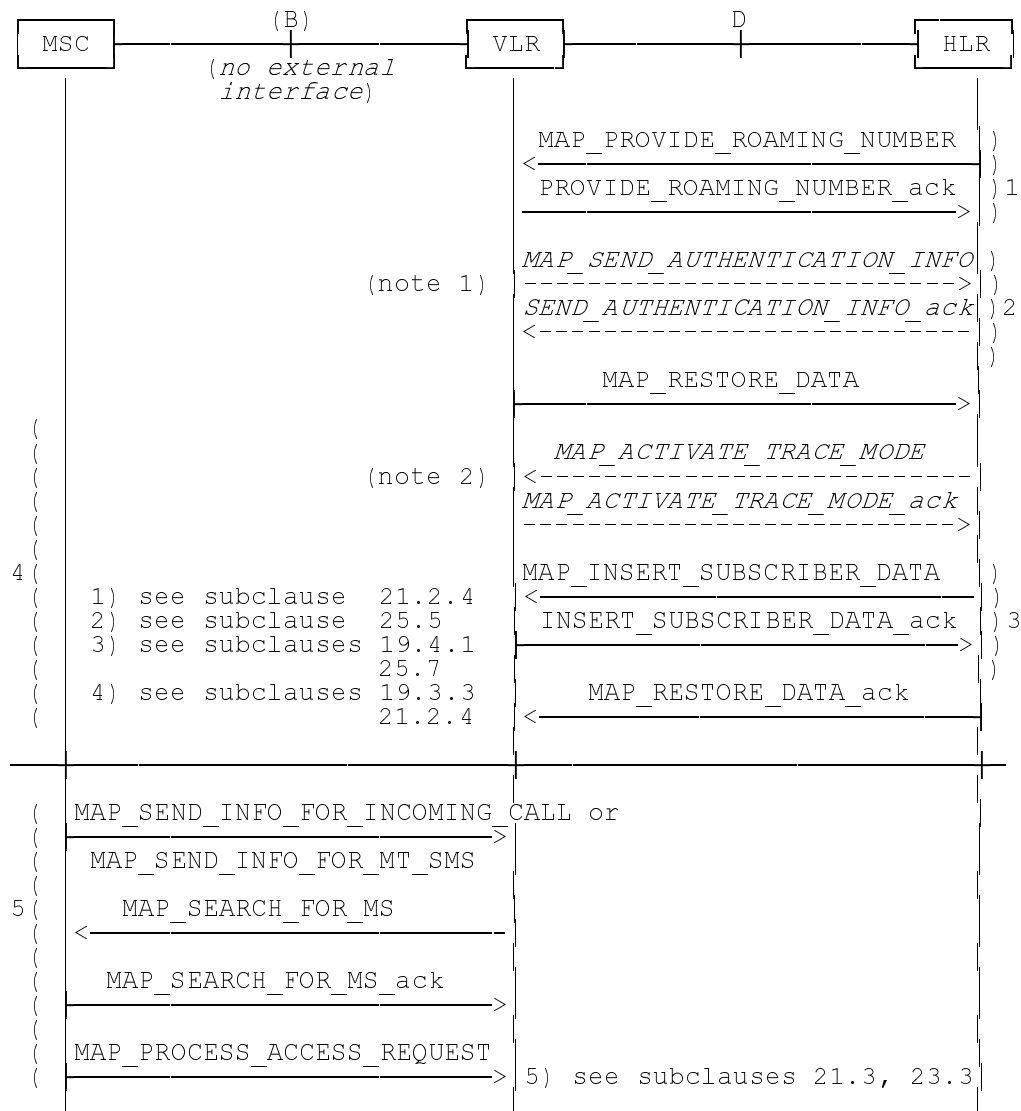 (B) D
MSC VLR HLR
(no external
interface)
MAP_PROVIDE_ROAMING_NUMBER )
<- )
PROVIDE_ROAMING_NUMBER_ack )1
-> )
MAP_SEND_AUTHENTICATION_INFO )
(note 1) -> )
SEND_AUTHENTICATION_INFO_ack )2
<- )
)
MAP_RESTORE_DATA
->
(
( MAP_ACTIVATE_TRACE_MODE
( (note 2) <-
( MAP_ACTIVATE_TRACE_MODE_ack
( ->
(
4( MAP_INSERT_SUBSCRIBER_DATA )
( 1) see subclause 21.2.4 <- )
( 2) see subclause 25.5 INSERT_SUBSCRIBER_DATA_ack )3
( 3) see subclauses 19.4.1 -> )
( 25.7 )
( 4) see subclauses 19.3.3 MAP_RESTORE_DATA_ack
( 21.2.4 <-
( MAP_SEND_INFO_FOR_INCOMING_CALL or
( ->
( MAP_SEND_INFO_FOR_MT_SMS
(
5( MAP_SEARCH_FOR_MS
( <-
(
( MAP_SEARCH_FOR_MS_ack
( ->
(
( MAP_PROCESS_ACCESS_REQUEST
( -> 5) see subclauses 21.3, 23.3